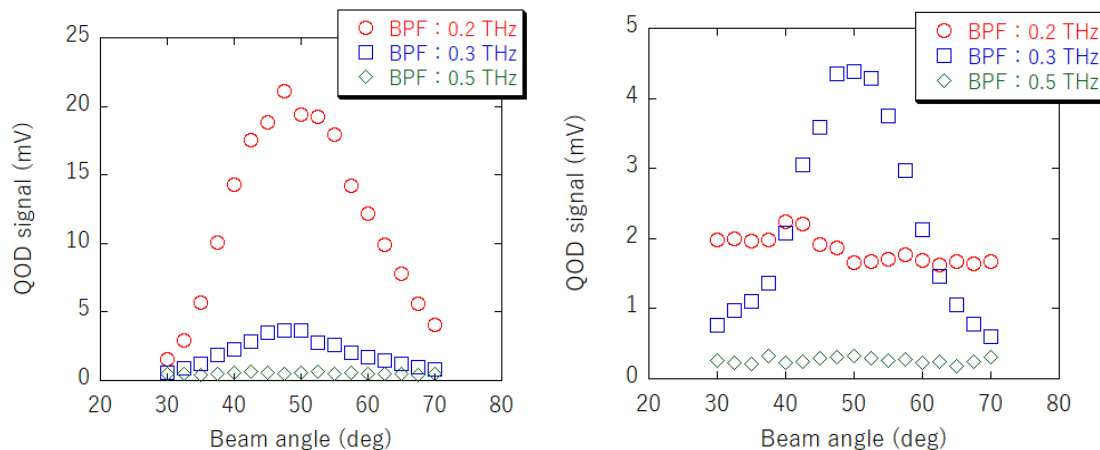 BPF：0.2 THz
BPF：0.3 THz
BPF：0.5 THz
25
20
15
10
5
0
QOD signal (mV)
20 30 40 50 60 70 80
Beam angle (deg)
BPF：0.2 THz
BPF：0.3 THz
BPF：0.5 THz
5
4
3
2
1
0
QOD signal (mV)
20 30 40 50 60 70 80
Beam angle (deg)